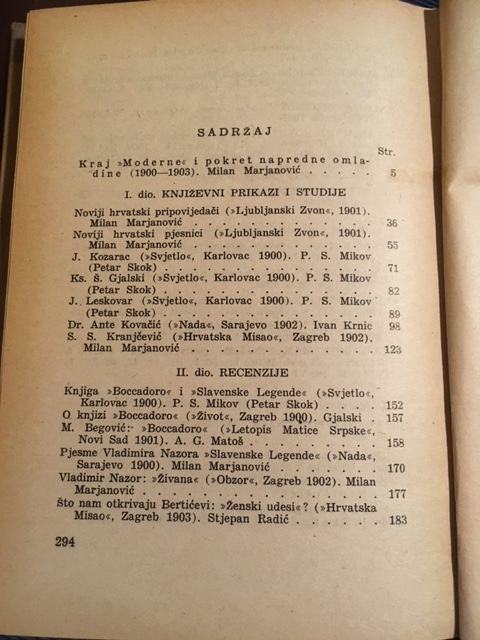 SADRŽAJ
Str.
Kraj »Moderne« i pokret napredne omla-
dine (1900—1903). Milan Marjanović . . . . . 5
I. dio. KNJIŽEVNI PRIKAZI I STUDIJE
Noviji hrvatski pripovijedači (»Ljubljanski Zvon«, 1901).
Milan Marjanović . . . . . . . . . . 36
Noviji hrvatski pjesnici (»Ljubljanski Zvon«, 1901).
Milan Marjanović . . . . . . . . . . 55
J. Kozarac (»Svjetlo«, Karlovac 1900). P. S. Mikov
(Petar Skok) . . . . . . . . . . . . 71
Ks. Š. Gjalski (»Svjetlo«, Karlovac 1900). P. S. Mikov
(Petar Skok) . . . . . . . . . . . . 82
J. Leskovar (»Svjetlo«, Karlovac 1900). P. S. Mikov
(Petar Skok) . . . . . . . . . . . . 89
Dr. Ante Kovačić (»Nada«, Sarajevo 1902). Ivan Krnic 98
S. S. Kranjčević (»Hrvatska Misao«, Zagreb 1902).
Milan Marjanović . . . . . . . . . . 123
II. dio. RECENZIJE
Knjiga »Boccadoro« i »Slavenske Legende« (»Svjetlo«,
Karlovac 1900). P. S. Mikov (Petar Skok) . . . . 152
O knjizi »Boccadoro« (»Život«, Zagreb 1900). Gjalski . 157
M. Begović: »Boccadoro« (»Letopis Matice Srpske«,
Novi Sad 1901). A. G. Matoš . . . . . . . 158
Pjesme Vladimira Nazora »Slavenske Legende« (»Nada«,
Sarajevo 1900). Milan Marjanović . . . . . . 170
Vladimir Nazor: »Živana« (»Obzor«, Zagreb 1902). Milan
Marjanović . . . . . . . . . . . . . 177
Što nam otkrivaju Bertićevi: »Ženski udesi«? (»Hrvatska
Misao«, Zagreb 1903). Stjepan Radić . . . . . 183
294